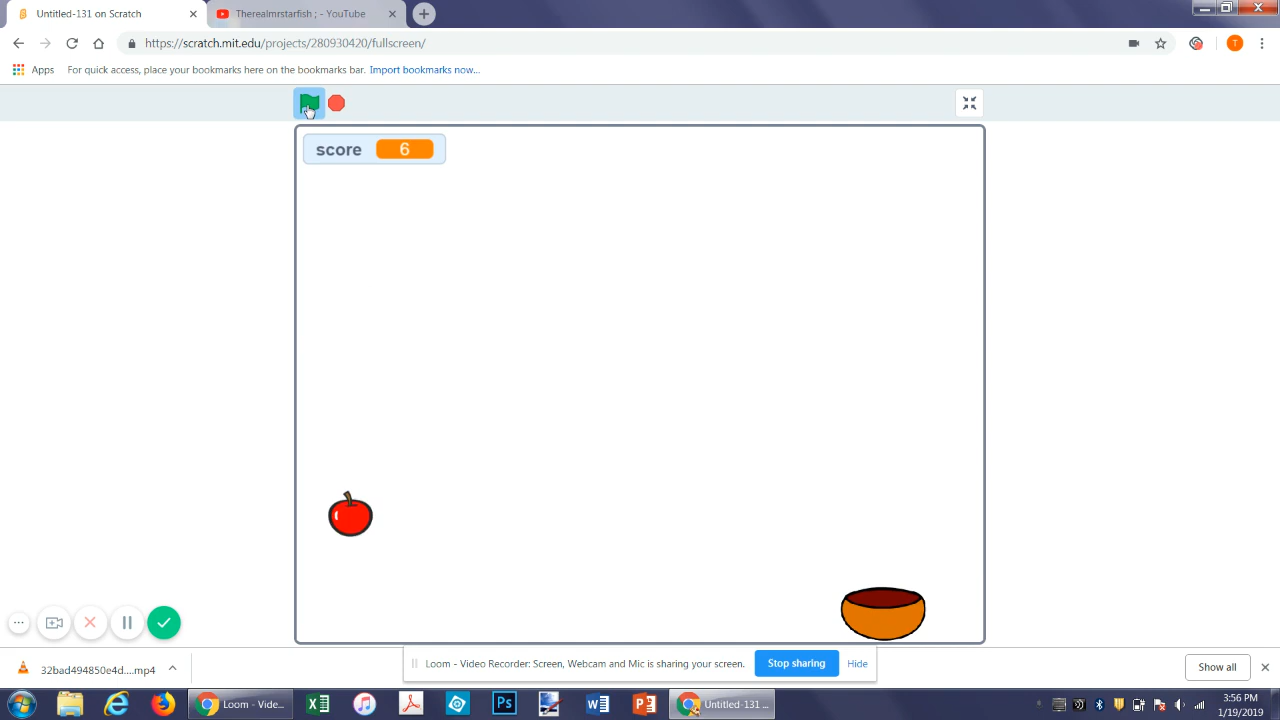 Untitled-131 on Scratch
Therealmrstarfish ; - YouTube
https://scratch.mit.edu/projects/280930420/fullscreen/
T
Apps For quick access, place your bookmarks here on the bookmarks bar. Import bookmarks now...
score 6
Loom - Video Recorder: Screen, Webcam and Mic is sharing your screen. Stop sharing Hide
32bad494850e4d....mp4
Show all
Loom - Vide...
Ps
Untitled-131 ...
3:56 PM
1/19/2019